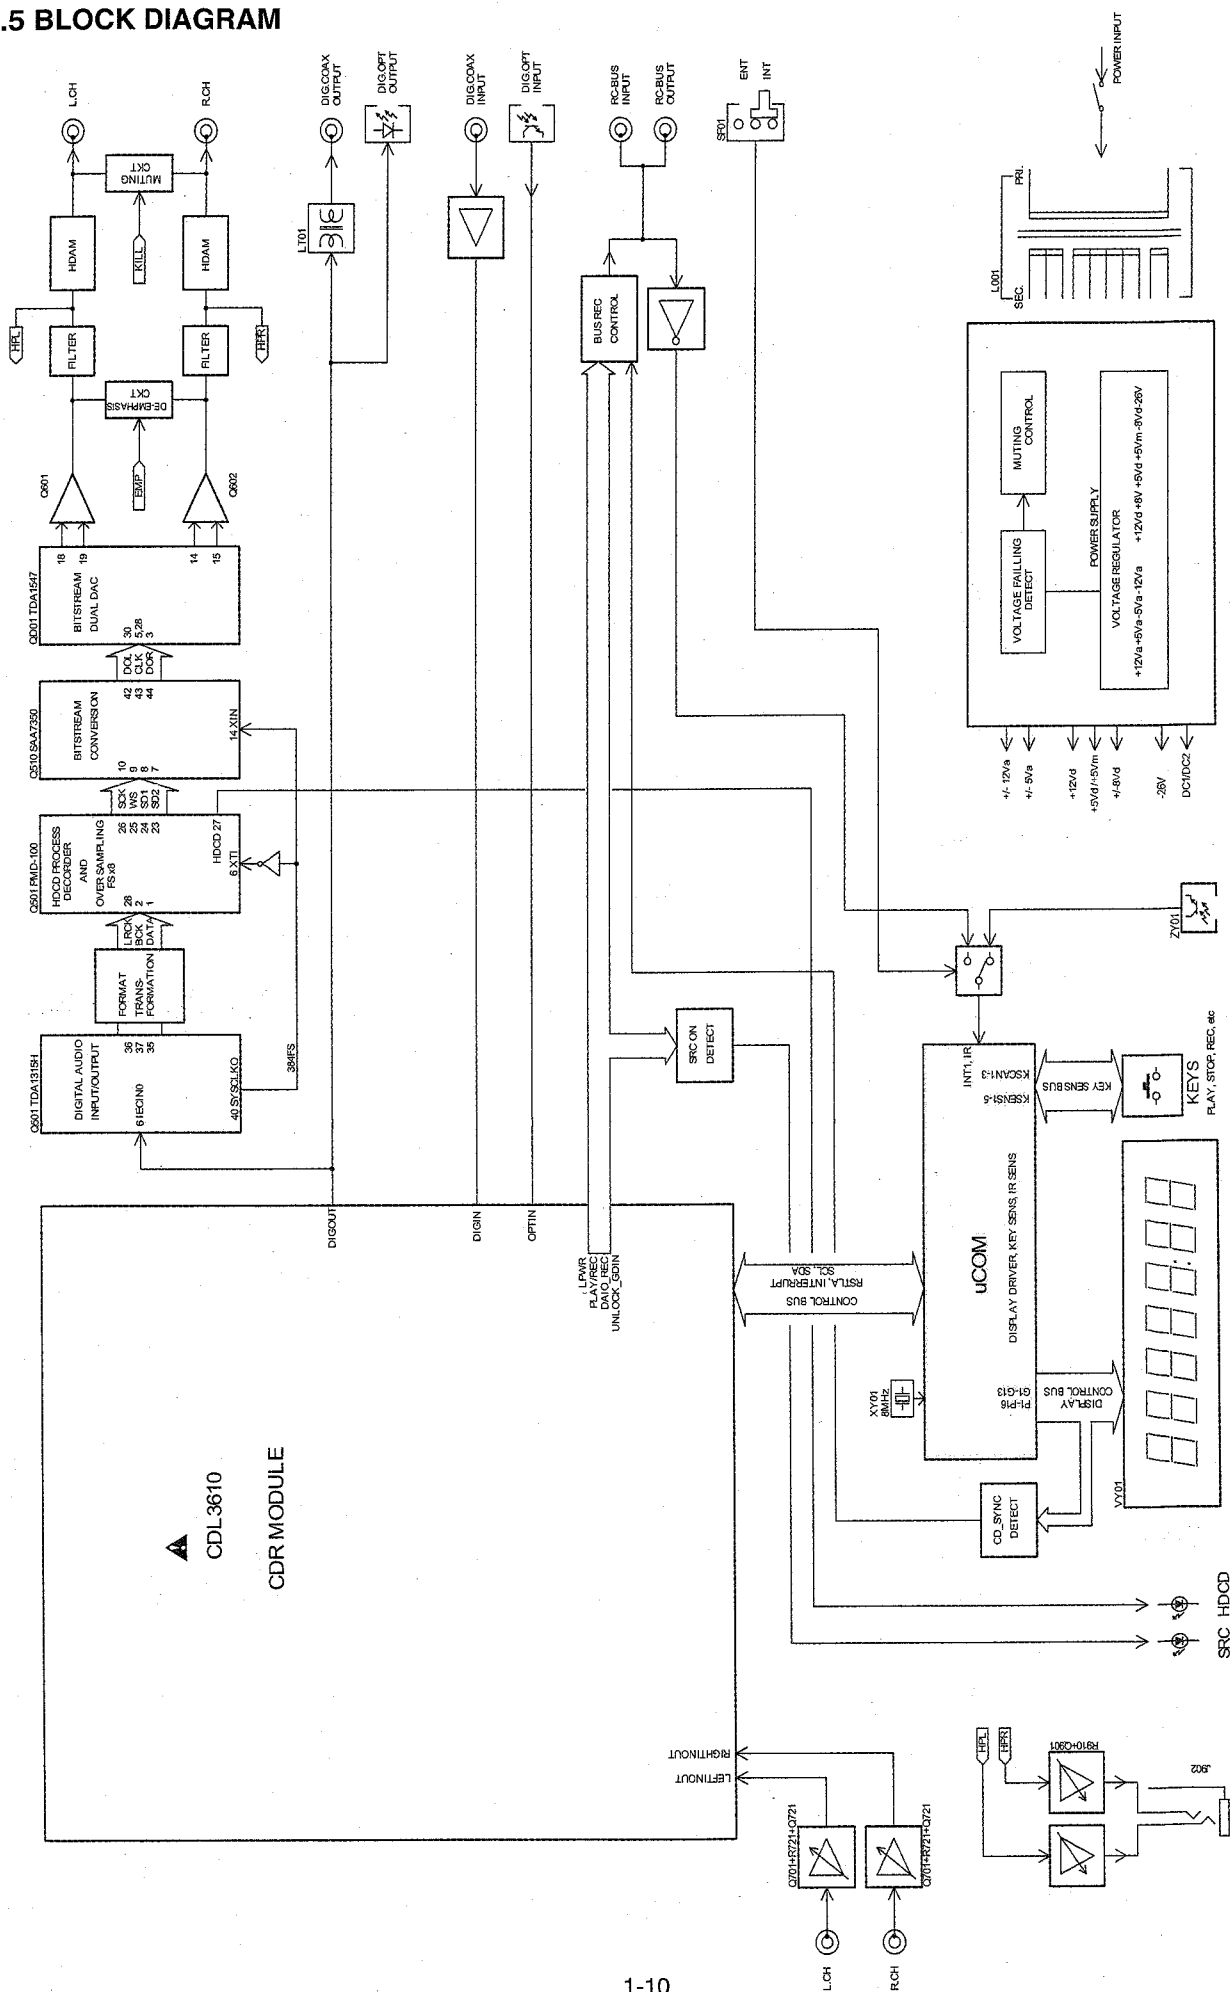 .5 BLOCK DIAGRAM
L.CH
R.CH
MUTING
CKT
HDAM
HDAM
KILL
HPL
HPR
FILTER
FILTER
DE-EMPHASIS
CKT
EMP
Q601
Q602
QD01 TDA1547
BITSTREAM
DUAL DAC
18
19
14
15
30
5,28
3
DOL
CLK
DOR
Q510 SAA7350
BITSTREAM
CONVERSION
42
43
44
10
9
8
7
14 XIN
SCK
WS
SD1
SD2
Q501 PMD-100
HDCD PROCESS
DECORDER
AND
OVER SAMPLING
FS x8
26
25
24
23
28
2
1
HDCD 27
6 XTI
LRCK
BCK
DATA
FORMAT
TRANS-
FORMATION
Q601 TDA1315H
DIGITAL AUDIO
INPUT/OUTPUT
36
37
35
6 IECIN0
40 SYSCLKO
384FS
DIG.COAX
OUTPUT
DIG.OPT
OUTPUT
LT01
DIG.COAX
INPUT
DIG.OPT
INPUT
RC-BUS
INPUT
RC-BUS
OUTPUT
BUS REC
CONTROL
ENT
INT
SF01
POWER INPUT
PRI.
SEC.
L001
VOLTAGE FAILLING
DETECT
MUTING
CONTROL
POWER SUPPLY
VOLTAGE REGULATOR
+12Va +5Va -5Va -12Va +12Vd +8V +5Vd +5Vm -8Vd -26V
+/- 12Va
+/- 5Va
+12Vd
+5Vd /+5Vm
+/-8Vd
-26V
DC1/DC2
ZY01
SRC ON
DETECT
CDL3610
CDR MODULE
DIGOUT
DIGIN
OPTIN
LPWR
PLAY/REC
DAIO_REC
UNLOCK_GDIN
CONTROL BUS
RSTLA, INTERRUPT
SCL, SDA
LEFTINOUT
RIGHTINOUT
XY01
8MHz
uCOM
DISPLAY DRIVER, KEY SENS, IR SENS
INT1, IR
KSCAN1-3
KSENS1-5
KEY SENS BUS
KEYS
PLAY, STOP, REC, etc
P1-P16
G1-G13
DISPLAY
CONTROL BUS
VY01
CD_SYNC
DETECT
SRC HDCD
Q701+R721+Q721
Q701+R721+Q721
L.CH
R.CH
HPL
HPR
R910+Q901
J902
1-10